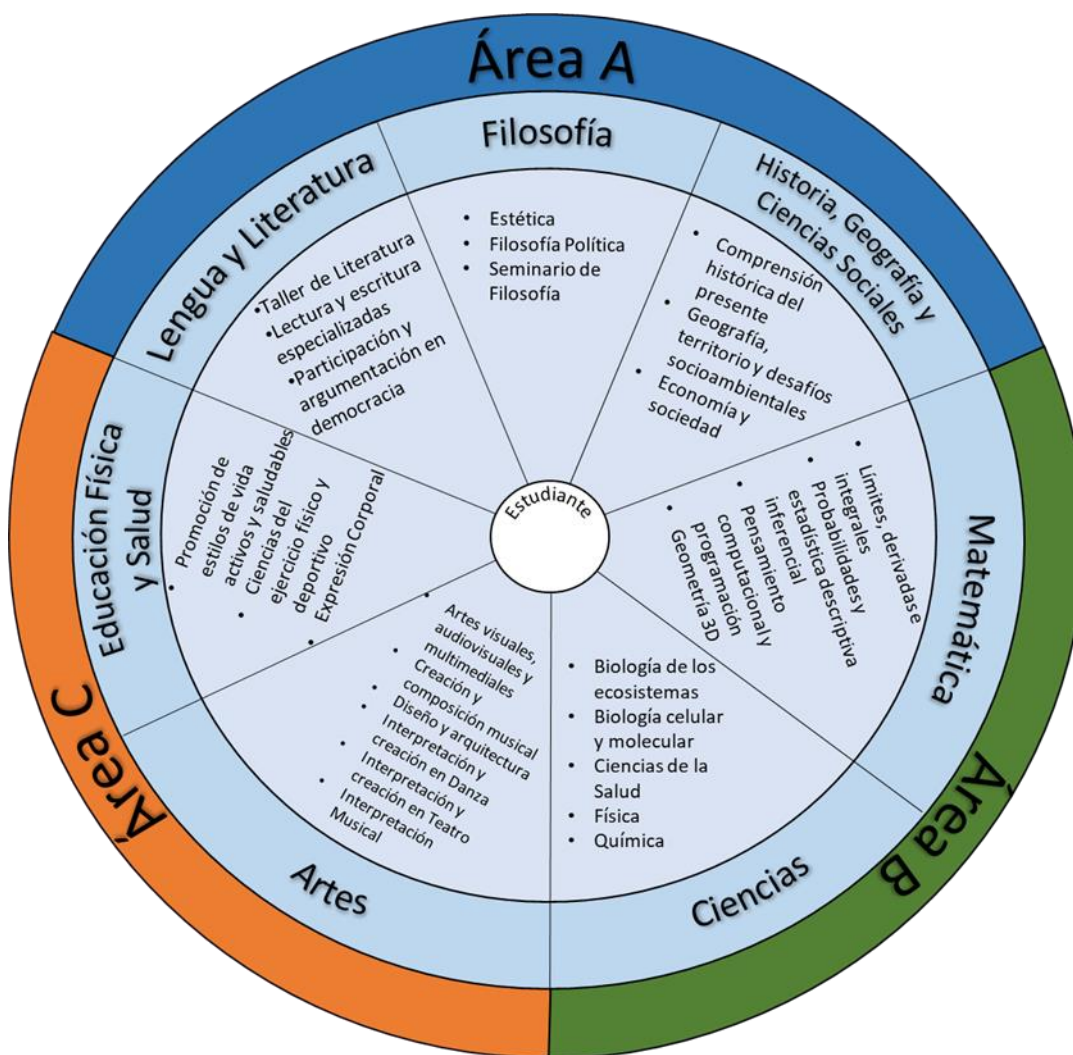 Área A
Filosofía
• Estética
• Filosofía Política
• Seminario de
Filosofía
Historia, Geografía y
Ciencias Sociales
• Comprensión
histórica del
presente
• Geografía,
territorio y desafíos
socioambientales
• Economía y
sociedad
Lengua y Literatura
•Taller de Literatura
•Lectura y escritura
especializadas
•Participación y
argumentación en
democracia
Estudiante
Área B
Matemática
• Límites, derivadas e
integrales
• Probabilidades y
estadística descriptiva
inferencial
• Pensamiento
computacional y
programación
• Geometría 3D
Ciencias
• Biología de los
ecosistemas
• Biología celular
y molecular
• Ciencias de la
Salud
• Física
• Química
Área C
Artes
• Artes visuales,
audiovisuales y
multimediales
• Creación y
composición musical
• Diseño y arquitectura
• Interpretación y
creación en Danza
• Interpretación y
creación en Teatro
• Interpretación
Musical
Educación Física
y Salud
• Promoción de
estilos de vida
activos y saludables
• Ciencias del
ejercicio físico y
deportivo
• Expresión Corporal